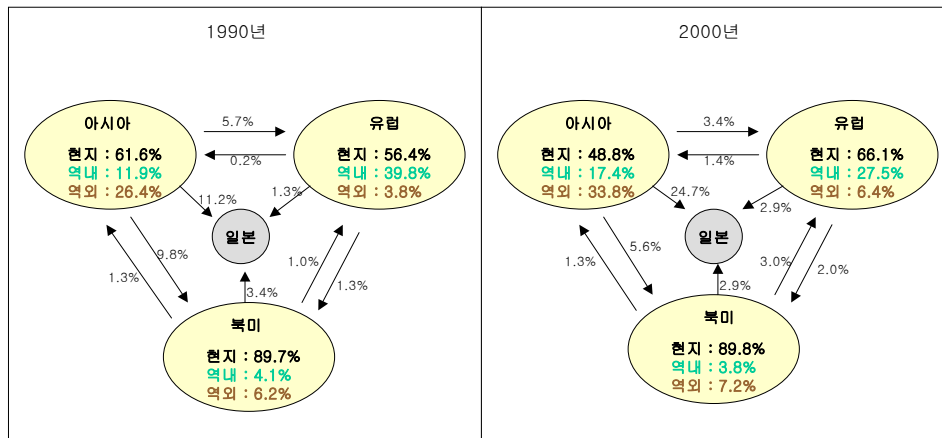 1990년
아시아
현지 : 61.6%
역내 : 11.9%
역외 : 26.4%
5.7%
0.2%
유럽
현지 : 56.4%
역내 : 39.8%
역외 : 3.8%
11.2%
1.3%
일본
9.8%
1.3%
1.0%
1.3%
3.4%
북미
현지 : 89.7%
역내 : 4.1%
역외 : 6.2%
2000년
아시아
현지 : 48.8%
역내 : 17.4%
역외 : 33.8%
3.4%
1.4%
유럽
현지 : 66.1%
역내 : 27.5%
역외 : 6.4%
24.7%
2.9%
일본
5.6%
1.3%
3.0%
2.0%
2.9%
북미
현지 : 89.8%
역내 : 3.8%
역외 : 7.2%